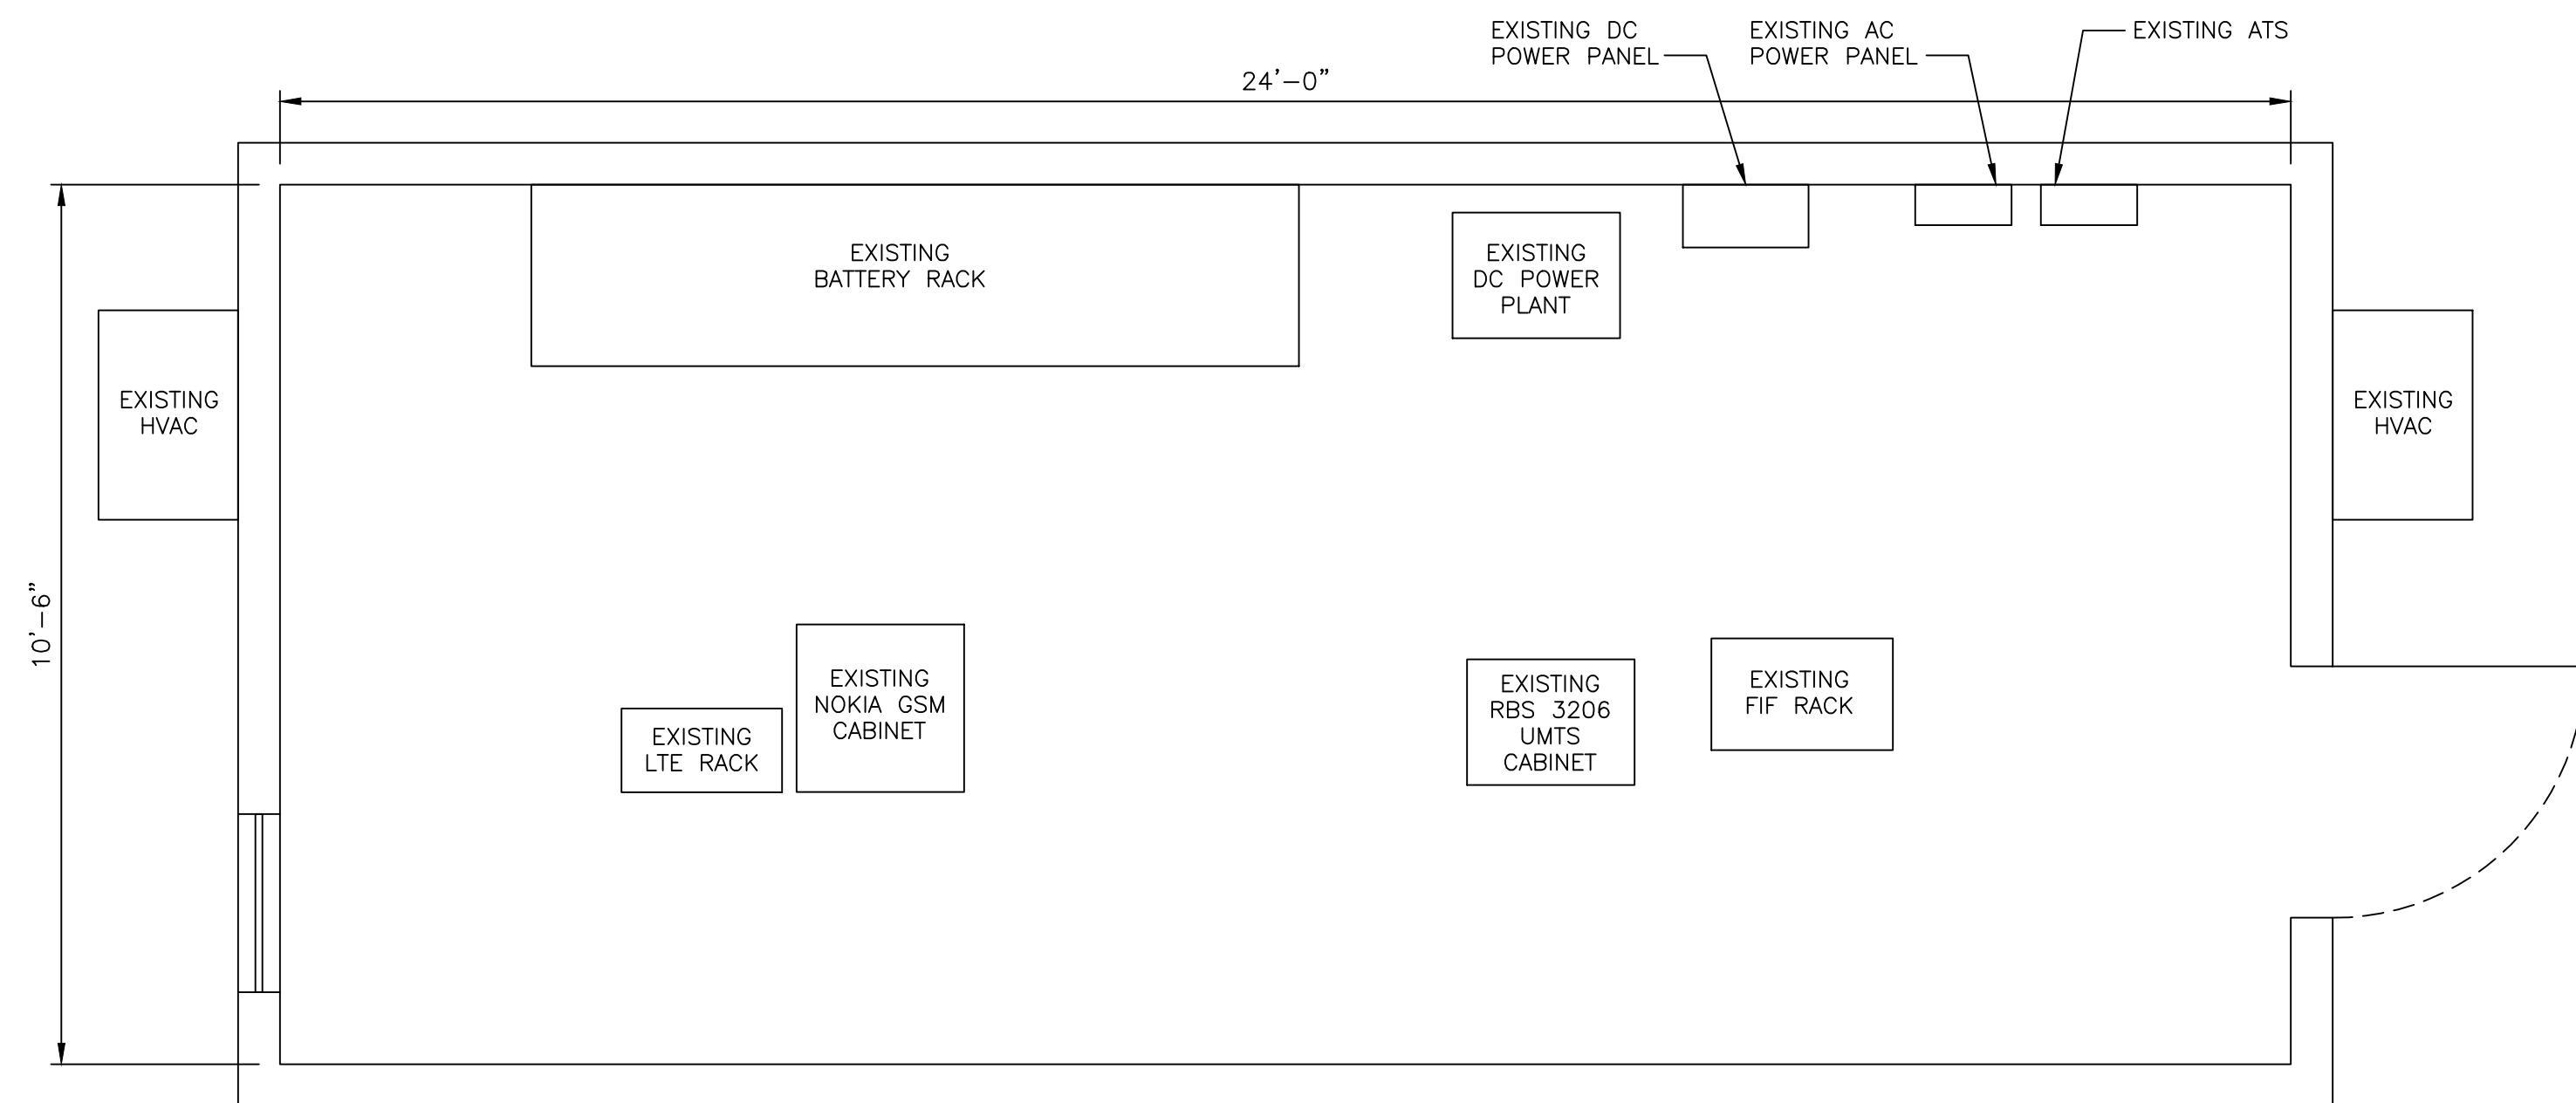 EXISTING DC
POWER PANEL
EXISTING AC
POWER PANEL
EXISTING ATS
24'-0"
EXISTING
BATTERY RACK
EXISTING
DC POWER
PLANT
EXISTING
HVAC
EXISTING
HVAC
10'-6"
EXISTING
LTE RACK
EXISTING
NOKIA GSM
CABINET
EXISTING
RBS 3206
UMTS
CABINET
EXISTING
FIF RACK